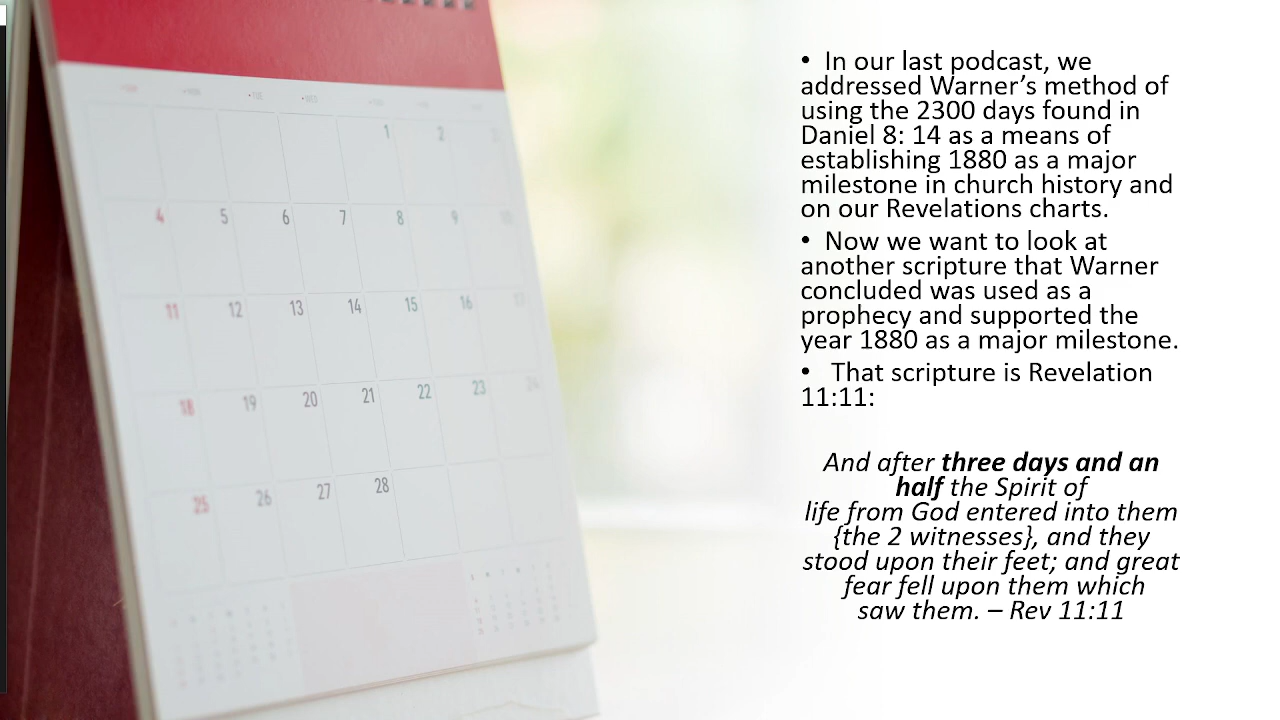 • In our last podcast, we
addressed Warner’s method of
using the 2300 days found in
Daniel 8: 14 as a means of
establishing 1880 as a major
milestone in church history and
on our Revelations charts.
• Now we want to look at
another scripture that Warner
concluded was used as a
prophecy and supported the
year 1880 as a major milestone.
• That scripture is Revelation
11:11:
And after three days and an
half the Spirit of
life from God entered into them
{the 2 witnesses}, and they
stood upon their feet; and great
fear fell upon them which
saw them. – Rev 11:11
1 2
4 5 6 7 8 9 10
11 12 13 14 15 16 17
18 19 20 21 22 23 24
25 26 27 28